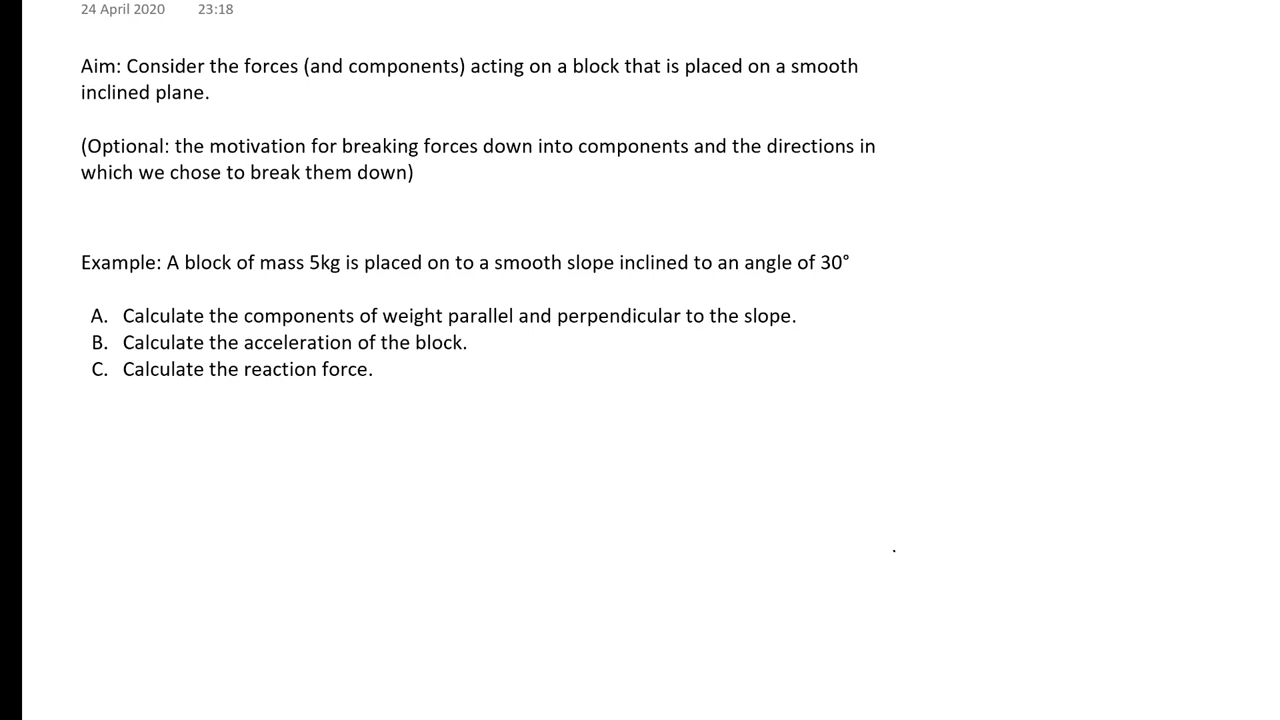 24 April 2020 23:18
Aim: Consider the forces (and components) acting on a block that is placed on a smooth
inclined plane.
(Optional: the motivation for breaking forces down into components and the directions in
which we chose to break them down)
Example: A block of mass 5kg is placed on to a smooth slope inclined to an angle of 30°
A. Calculate the components of weight parallel and perpendicular to the slope.
B. Calculate the acceleration of the block.
C. Calculate the reaction force.